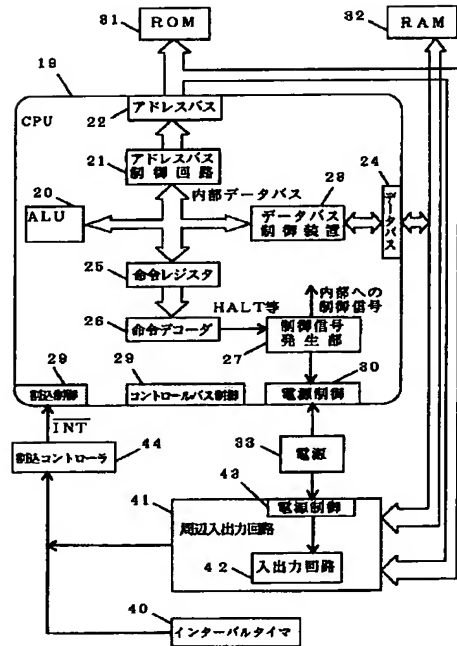 31
ROM
32
RAM
19
CPU
アドレスバス
22
21
アドレスバス
制御回路
内部データバス
28
24
20
ALU
データバス
制御装置
データバス
25
命令レジスタ
内部への
制御信号
26
命令デコーダ
HALT等
制御信号
発生部
27
29
割込制御
29
コントロールバス制御
30
電源制御
INT
44
割込コントローラ
33
電源
41
43
電源制御
周辺入出力回路
42
入出力回路
40
インターバルタイマ